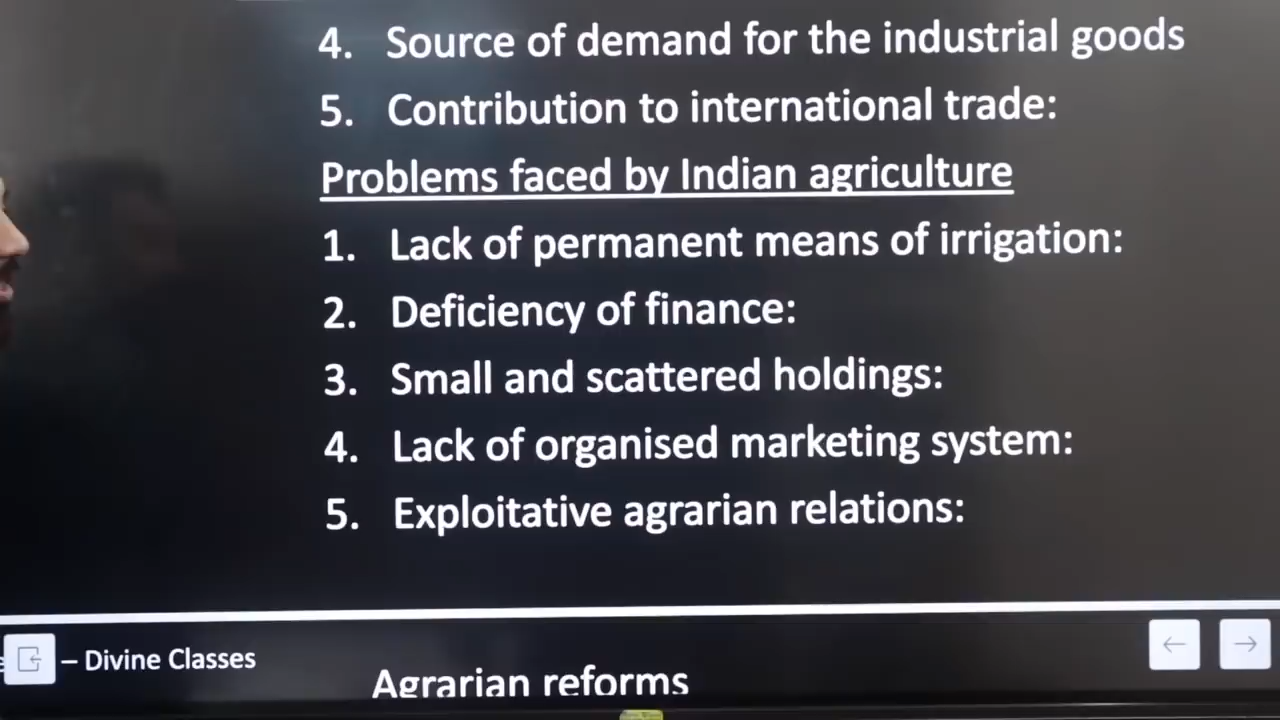 4. Source of demand for the industrial goods
5. Contribution to international trade:
Problems faced by Indian agriculture
1. Lack of permanent means of irrigation:
2. Deficiency of finance:
3. Small and scattered holdings:
4. Lack of organised marketing system:
5. Exploitative agrarian relations:
– Divine Classes
Agrarian reforms